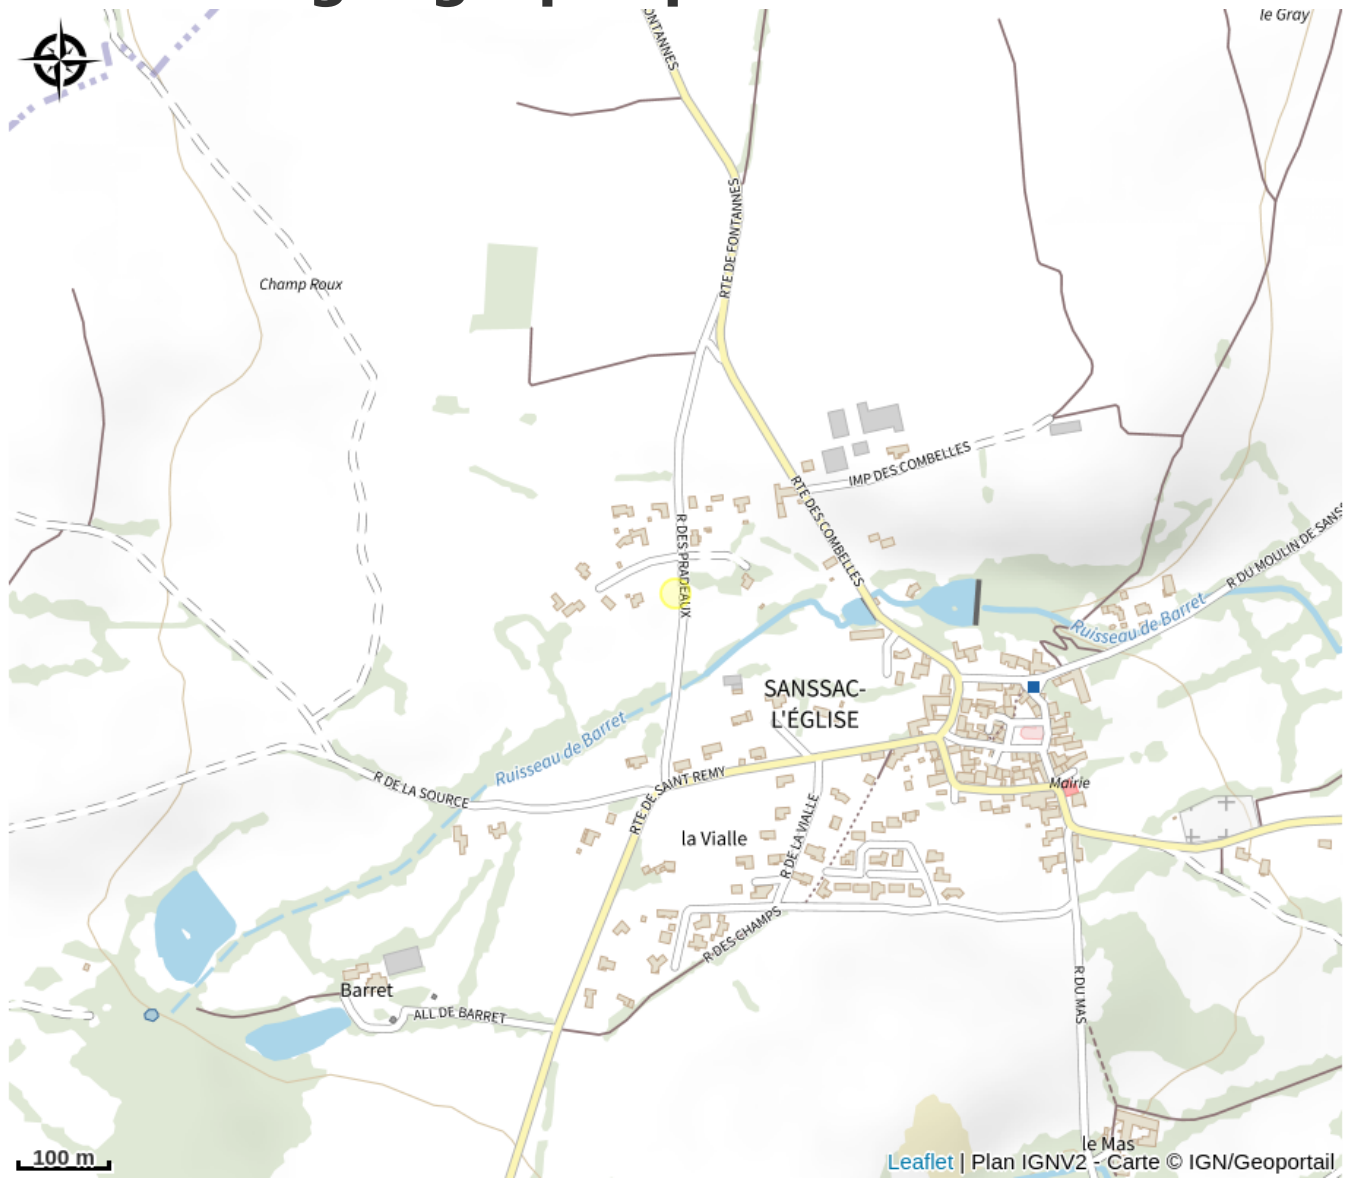 le Gray
ONTANNES
RTE DE FONTANNES
Champ Roux
IMP DES COMBELLES
RTE DES COMBELLES
R DES PRADEAUX
R DU MOULIN DE SANS
Ruisseau de Barret
SANSSAC-
L'ÉGLISE
Ruisseau de Barret
R DE LA SOURCE
RTE DE SAINT REMY
Mairie
la Vialle
R DE LA VIALLE
R DES CHAMPS
Barret
ALL DE BARRET
R DU MAS
le Mas
100 m
Leaflet | Plan IGNV2 - Carte © IGN/Geoportail